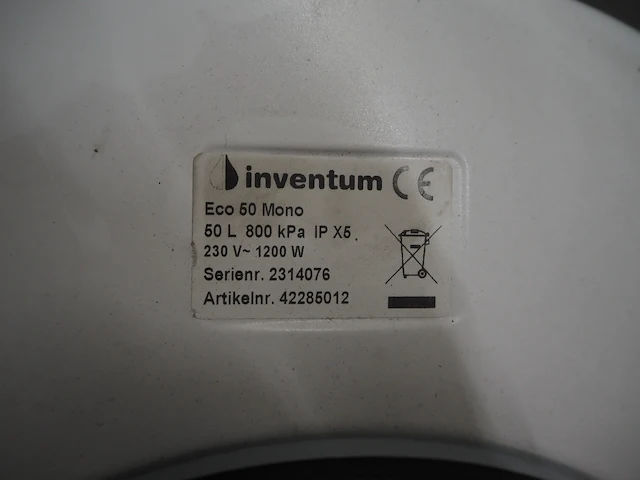 inventum CE
Eco 50 Mono
50 L 800 kPa IP X5
230 V~ 1200 W
Serienr. 2314076
Artikelnr. 42285012